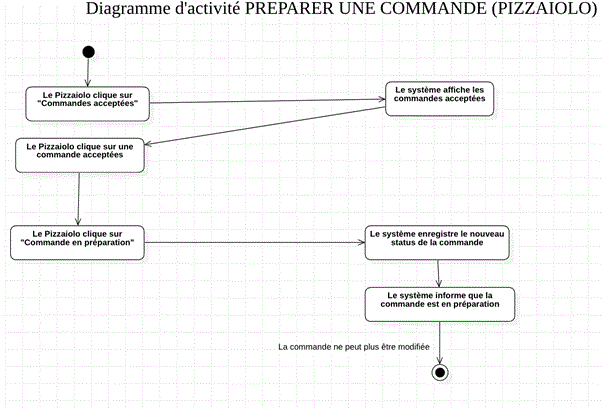 Diagramme d'activité PREPARER UNE COMMANDE (PIZZAIOLO)
Le Pizzaiolo clique sur
"Commandes acceptées"
Le système affiche les
commandes acceptées
Le Pizzaiolo clique sur une
commande acceptées
Le Pizzaiolo clique sur
"Commande en préparation"
Le système enregistre le nouveau
status de la commande
Le système informe que la
commande est en préparation
La commande ne peut plus être modifiée